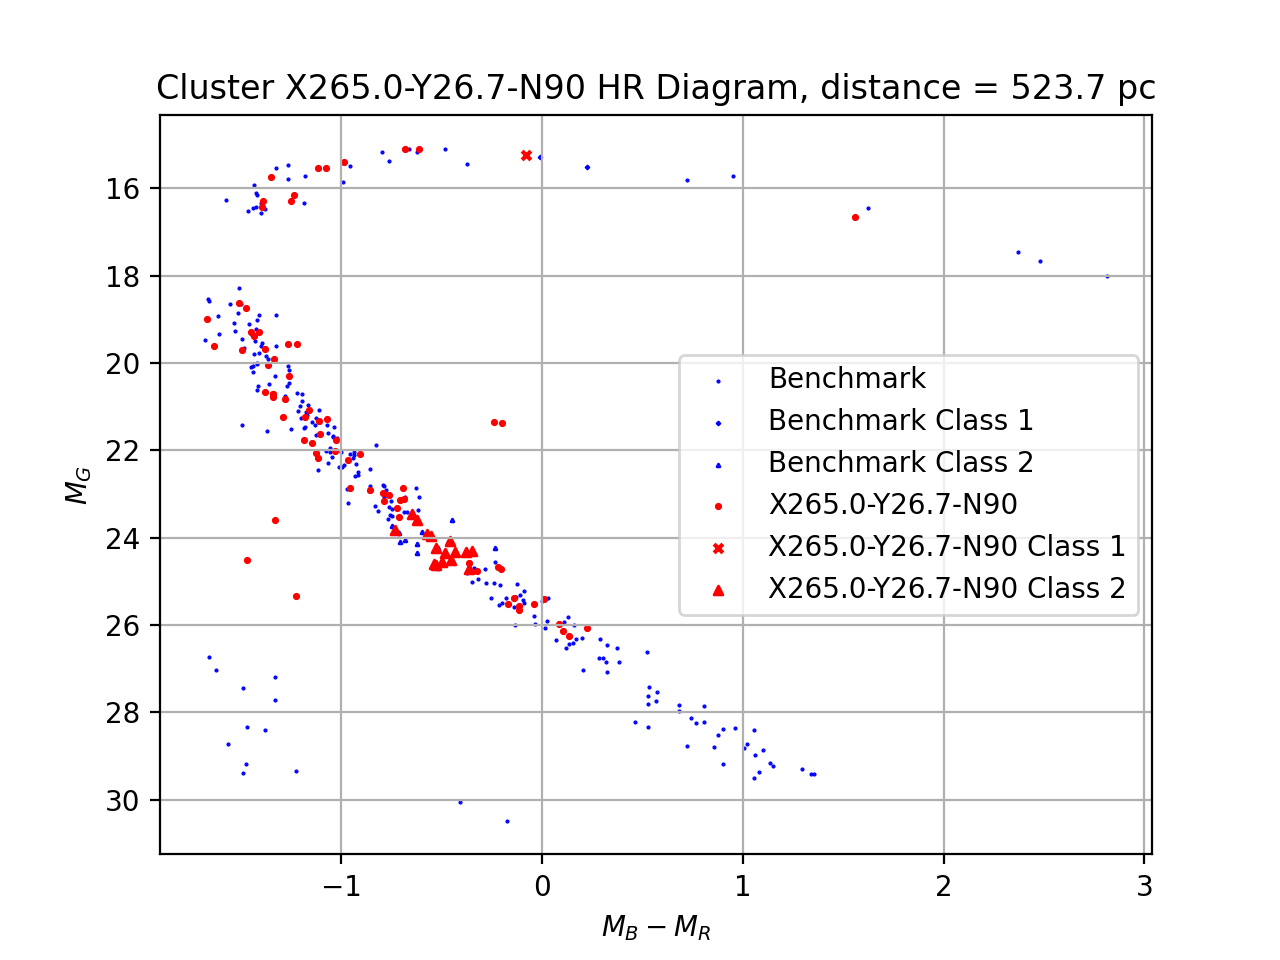 Cluster X265.0-Y26.7-N90 HR Diagram, distance = 523.7 pc
16
18
20
22
24
26
28
30
M_G
Benchmark
Benchmark Class 1
Benchmark Class 2
X265.0-Y26.7-N90
X265.0-Y26.7-N90 Class 1
X265.0-Y26.7-N90 Class 2
−1 0 1 2 3
M_B − M_R